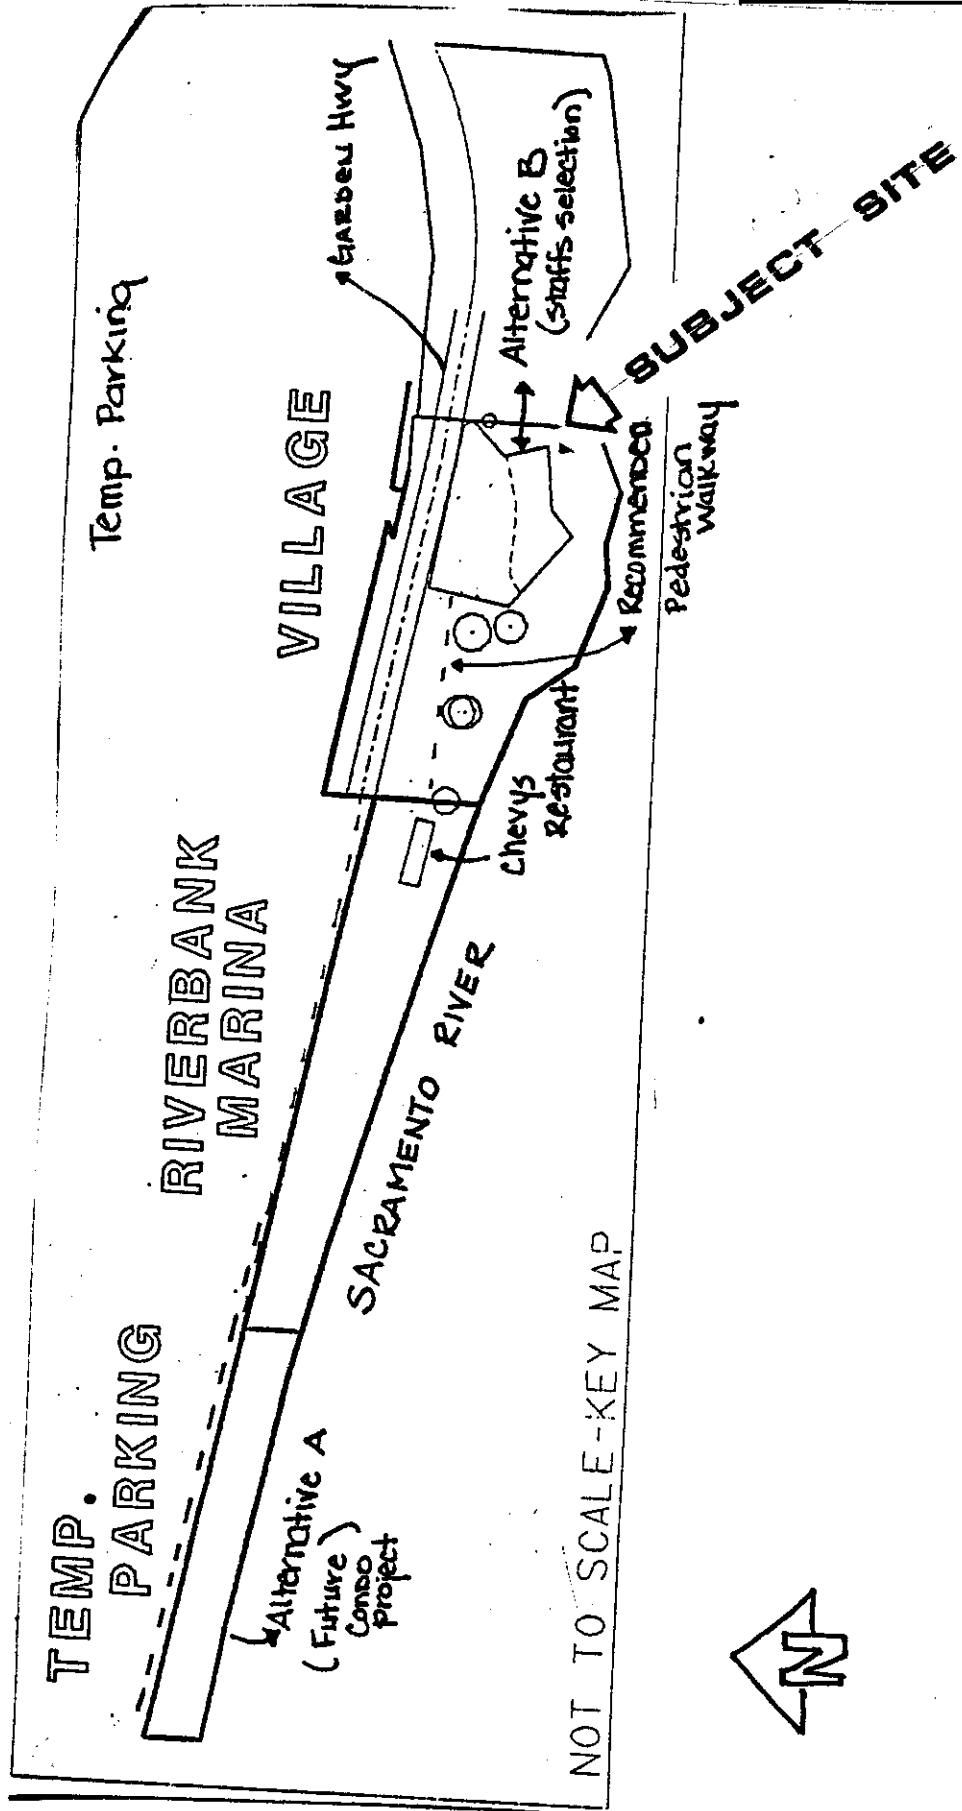 TEMP.
PARKING
RIVERBANK
MARINA
VILLAGE
Temp. Parking
GARDEN Hwy
Alternative B
(staffs selection)
SUBJECT SITE
Recommended
Pedestrian
Walkway
Chevys
Restaurant
SACRAMENTO RIVER
Alternative A
(Future)
Condo
project
NOT TO SCALE-KEY MAP
N